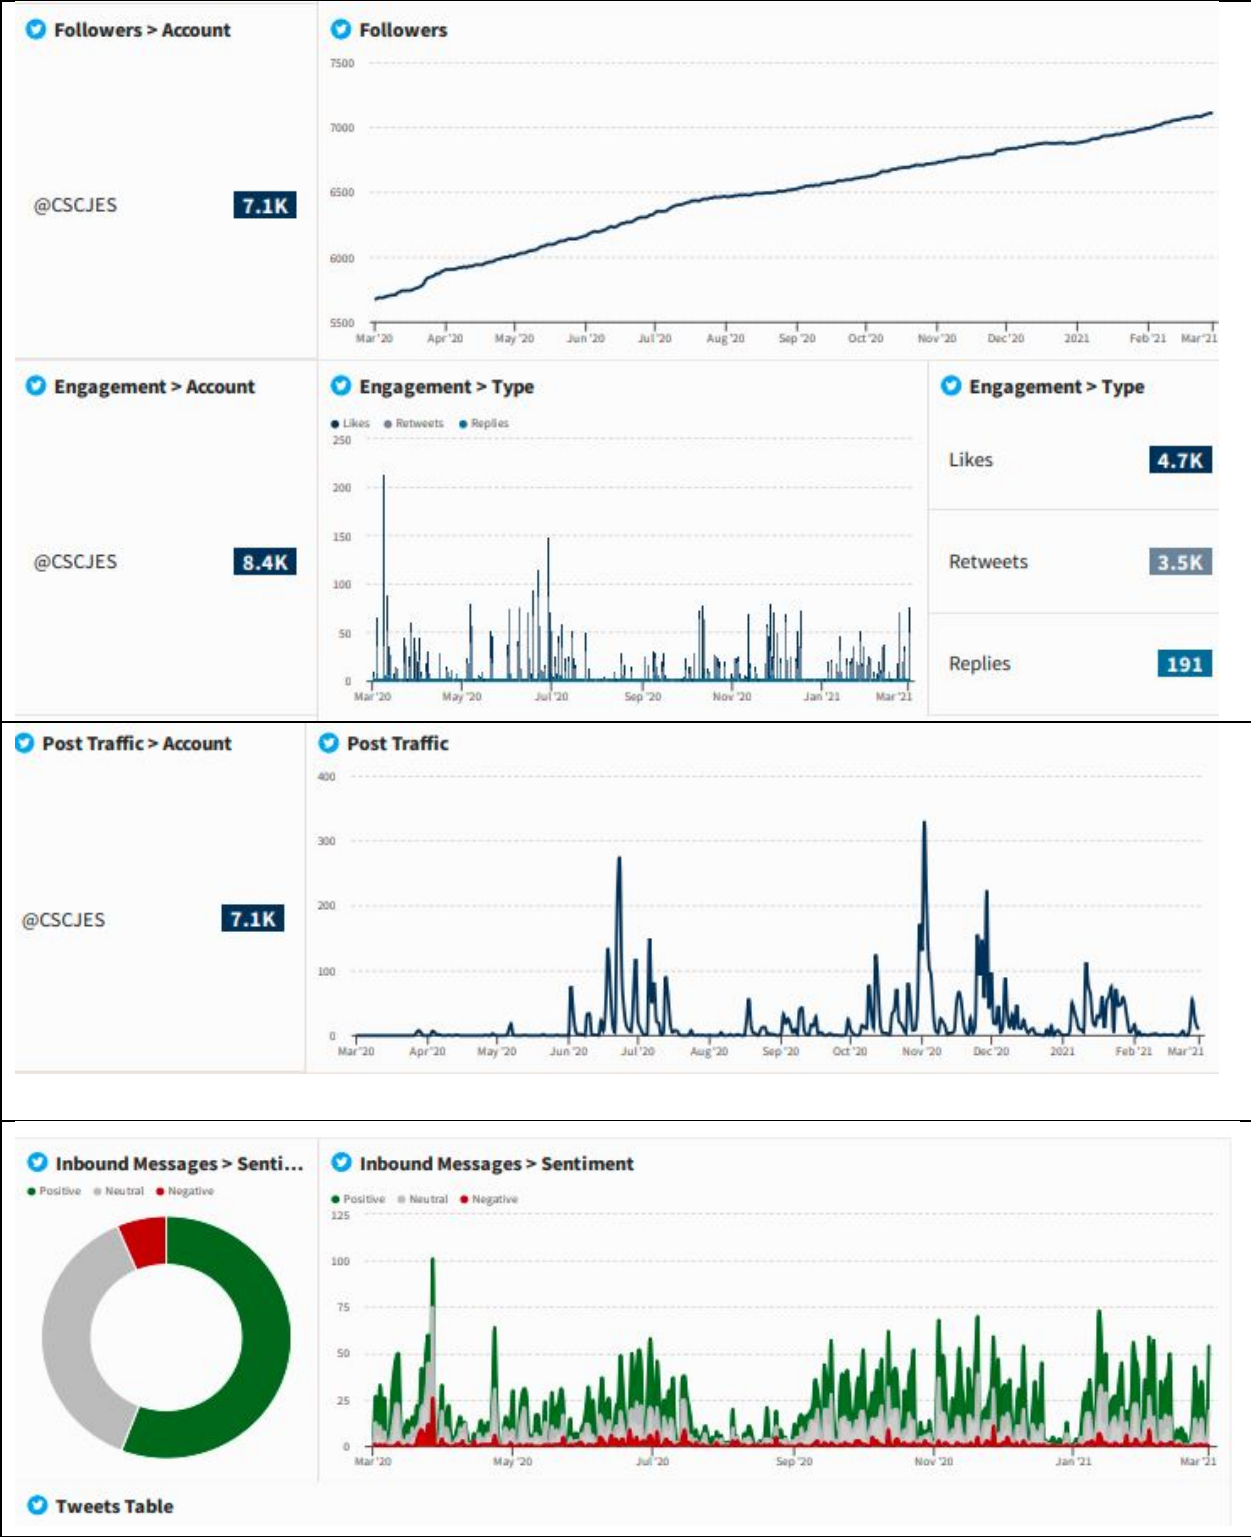 Followers > Account
Followers
7500
7000
@CSCJES 7.1K
6500
6000
5500
Mar'20 Apr'20 May'20 Jun'20 Jul'20 Aug'20 Sep'20 Oct'20 Nov'20 Dec'20 2021 Feb'21 Mar'21
Engagement > Account
Engagement > Type
Engagement > Type
Likes Retweets Replies
250
200
150
100
50
0
@CSCJES 8.4K
Mar'20 May'20 Jul'20 Sep'20 Nov'20 Jan'21 Mar'21
Likes 4.7K
Retweets 3.5K
Replies 191
Post Traffic > Account
Post Traffic
400
300
200
100
0
@CSCJES 7.1K
Mar'20 Apr'20 May'20 Jun'20 Jul'20 Aug'20 Sep'20 Oct'20 Nov'20 Dec'20 2021 Feb'21 Mar'21
Inbound Messages > Senti...
Positive Neutral Negative
Inbound Messages > Sentiment
Positive Neutral Negative
125
100
75
50
25
0
Mar'20 May'20 Jul'20 Sep'20 Nov'20 Jan'21 Mar'21
Tweets Table